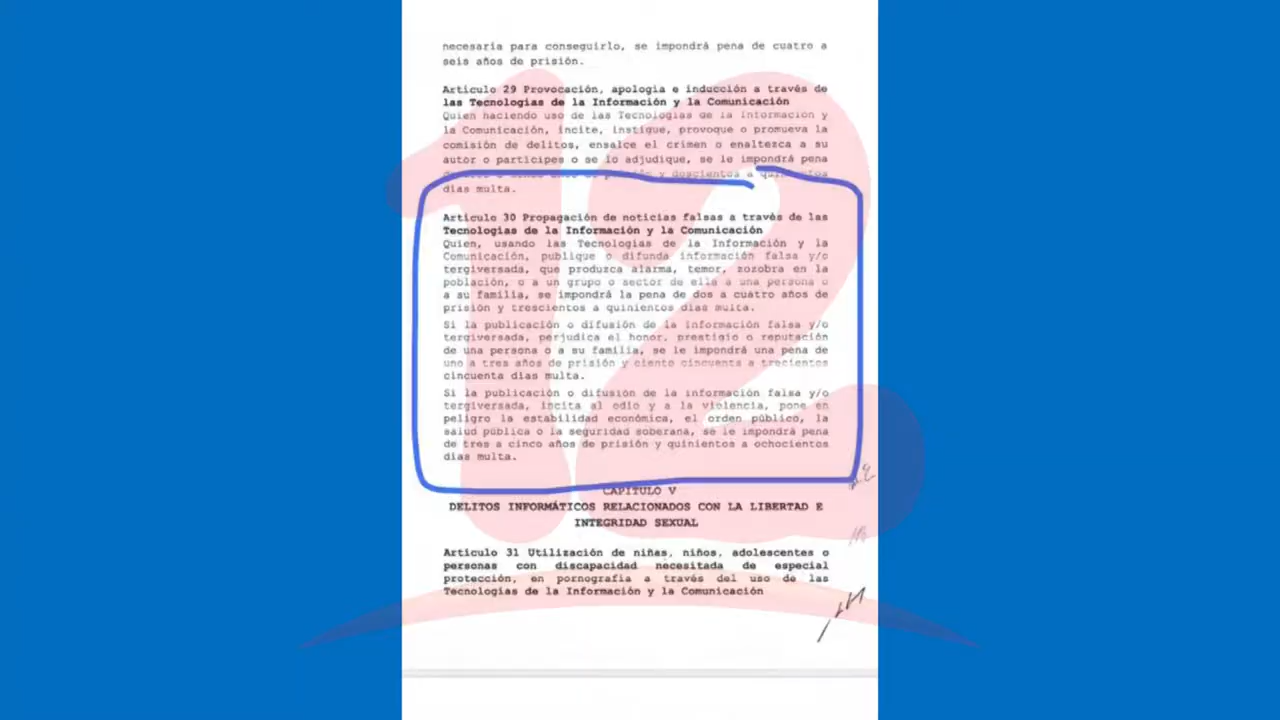 necesaria para conseguirlo, se impondrá pena de cuatro a
seis años de prisión.
Artículo 29 Provocación, apología e inducción a través de
las Tecnologías de la Información y la Comunicación
Quien haciendo uso de las Tecnologías de la Información y
la Comunicación, incite, instigue, provoque o promueva la
comisión de delitos, ensalce el crimen o enaltezca a su
autor o partícipes o se lo adjudique, se le impondrá pena
de prisión y doscientos a quinientos
días multa.
Artículo 30 Propagación de noticias falsas a través de las
Tecnologías de la Información y la Comunicación
Quien, usando las Tecnologías de la Información y la
Comunicación, publique o difunda información falsa y/o
tergiversada, que produzca alarma, temor, zozobra en la
población, o a un grupo o sector de ella a una persona o
a su familia, se impondrá la pena de dos a cuatro años de
prisión y trescientos a quinientos días multa.
Si la publicación o difusión de la información falsa y/o
tergiversada, perjudica el honor, prestigio o reputación
de una persona o a su familia, se le impondrá una pena de
uno a tres años de prisión y ciento cincuenta a trecientos
cincuenta días multa.
Si la publicación o difusión de la información falsa y/o
tergiversada, incita al odio y a la violencia, pone en
peligro la estabilidad económica, el orden público, la
salud pública o la seguridad soberana, se le impondrá pena
de tres a cinco años de prisión y quinientos a ochocientos
días multa.
CAPÍTULO V
DELITOS INFORMÁTICOS RELACIONADOS CON LA LIBERTAD E
INTEGRIDAD SEXUAL
Artículo 31 Utilización de niñas, niños, adolescentes o
personas con discapacidad necesitada de especial
protección, en pornografía a través del uso de las
Tecnologías de la Información y la Comunicación
12